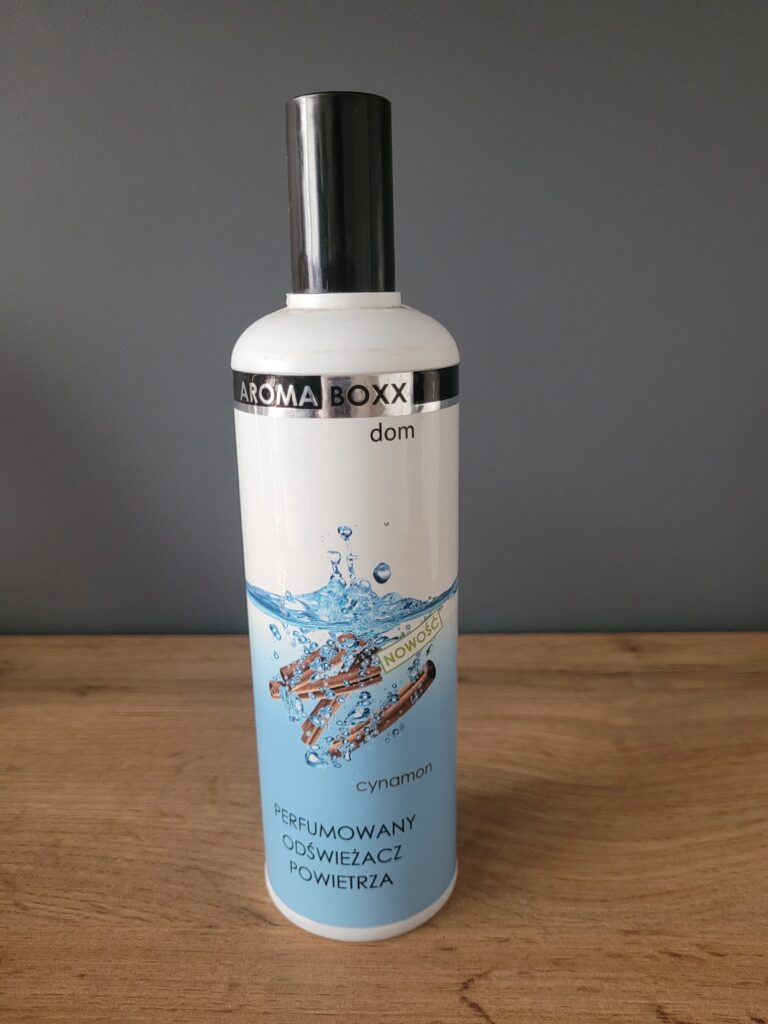 AROMA BOXX
dom
NOWOŚĆ
cynamon
PERFUMOWANY
ODŚWIEŻACZ
POWIETRZA